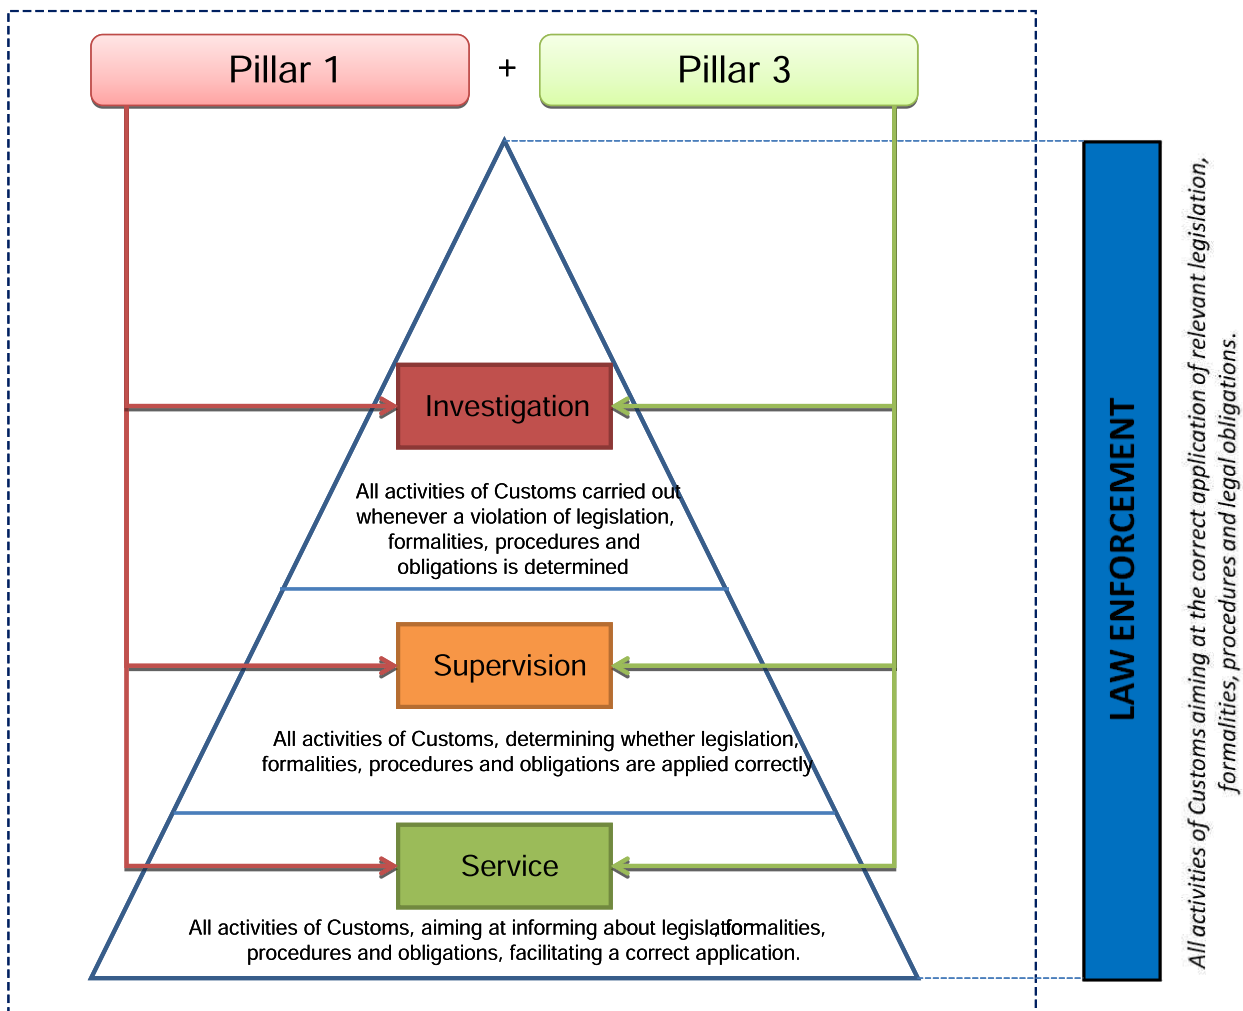 Pillar 1 + Pillar 3
Investigation
All activities of Customs carried out
whenever a violation of legislation,
formalities, procedures and
obligations is determined
Supervision
All activities of Customs, determining whether legislation,
formalities, procedures and obligations are applied correctly
Service
All activities of Customs, aiming at informing about legislation, formalities,
procedures and obligations, facilitating a correct application.
LAW ENFORCEMENT
All activities of Customs aiming at the correct application of relevant legislation,
formalities, procedures and legal obligations.